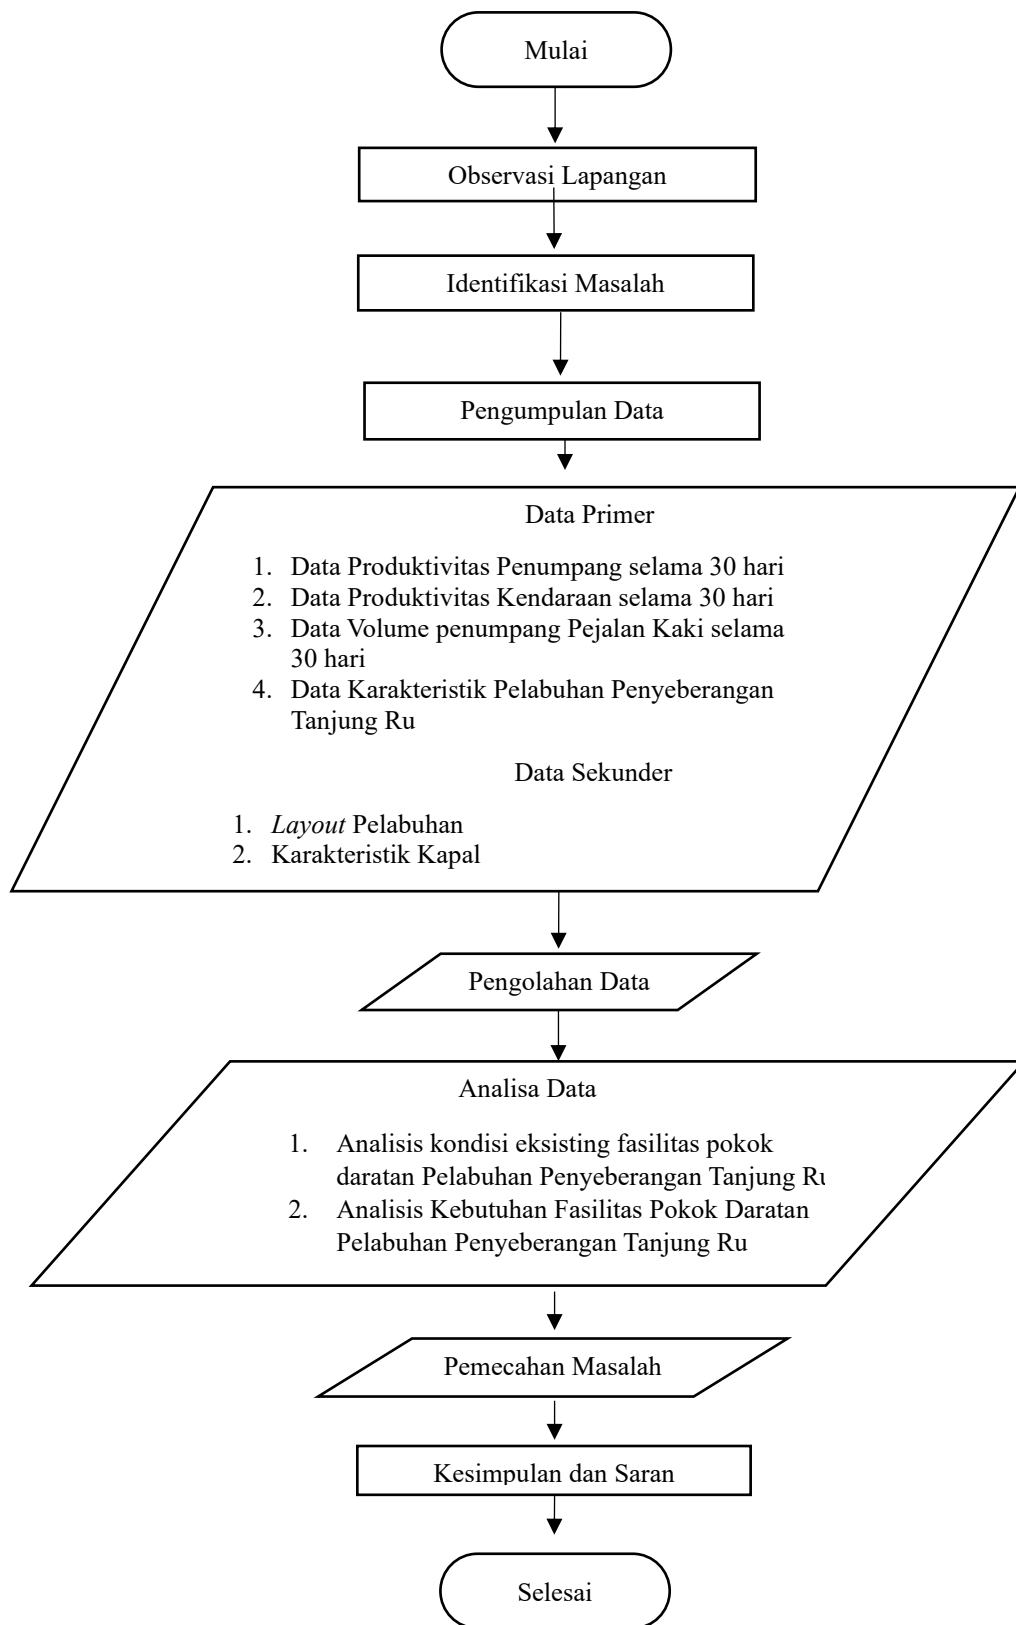 Mulai
Observasi Lapangan
Identifikasi Masalah
Pengumpulan Data
Data Primer
1. Data Produktivitas Penumpang selama 30 hari
2. Data Produktivitas Kendaraan selama 30 hari
3. Data Volume penumpang Pejalan Kaki selama
30 hari
4. Data Karakteristik Pelabuhan Penyeberangan
Tanjung Ru
Data Sekunder
1. Layout Pelabuhan
2. Karakteristik Kapal
Pengolahan Data
Analisa Data
1. Analisis kondisi eksisting fasilitas pokok
daratan Pelabuhan Penyeberangan Tanjung Ru
2. Analisis Kebutuhan Fasilitas Pokok Daratan
Pelabuhan Penyeberangan Tanjung Ru
Pemecahan Masalah
Kesimpulan dan Saran
Selesai